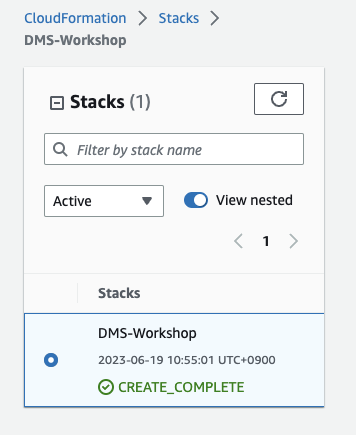 CloudFormation > Stacks >
DMS-Workshop
Stacks (1)
Filter by stack name
Active
View nested
1
Stacks
DMS-Workshop
2023-06-19 10:55:01 UTC+0900
CREATE_COMPLETE